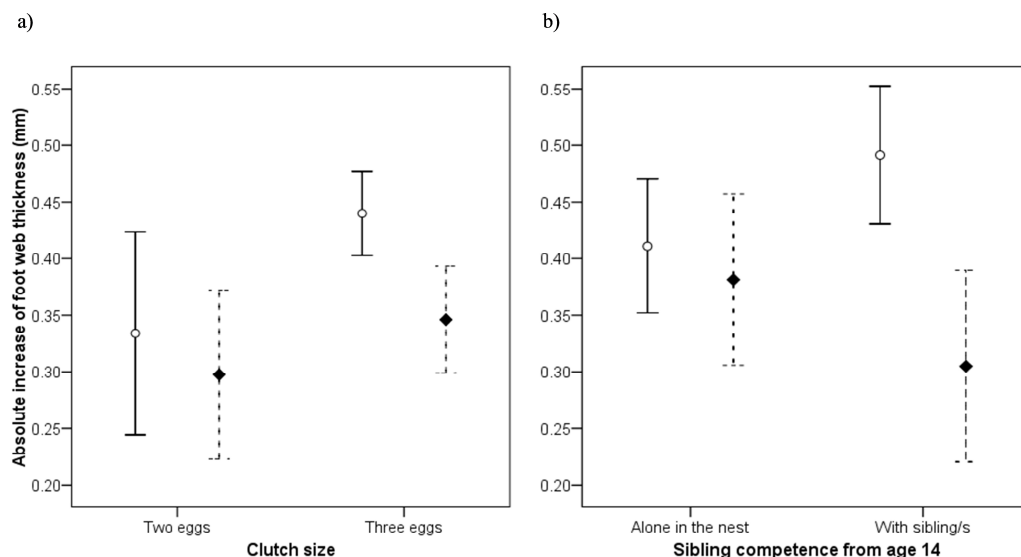 a)
b)
Absolute increase of foot web thickness (mm)
0.55
0.50
0.45
0.40
0.35
0.30
0.25
0.20
Two eggs
Three eggs
Clutch size
0.55
0.50
0.45
0.40
0.35
0.30
0.25
0.20
Alone in the nest
With sibling/s
Sibling competence from age 14